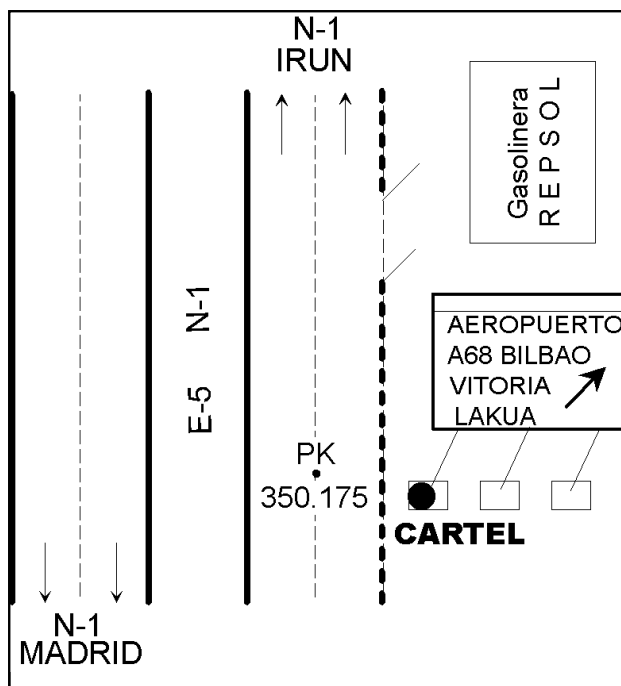 N-1
IRUN
Gasolinera
REPSOL
E-5 N-1
AEROPUERTO
A68 BILBAO
VITORIA
LAKUA
PK
350.175
CARTEL
N-1
MADRID